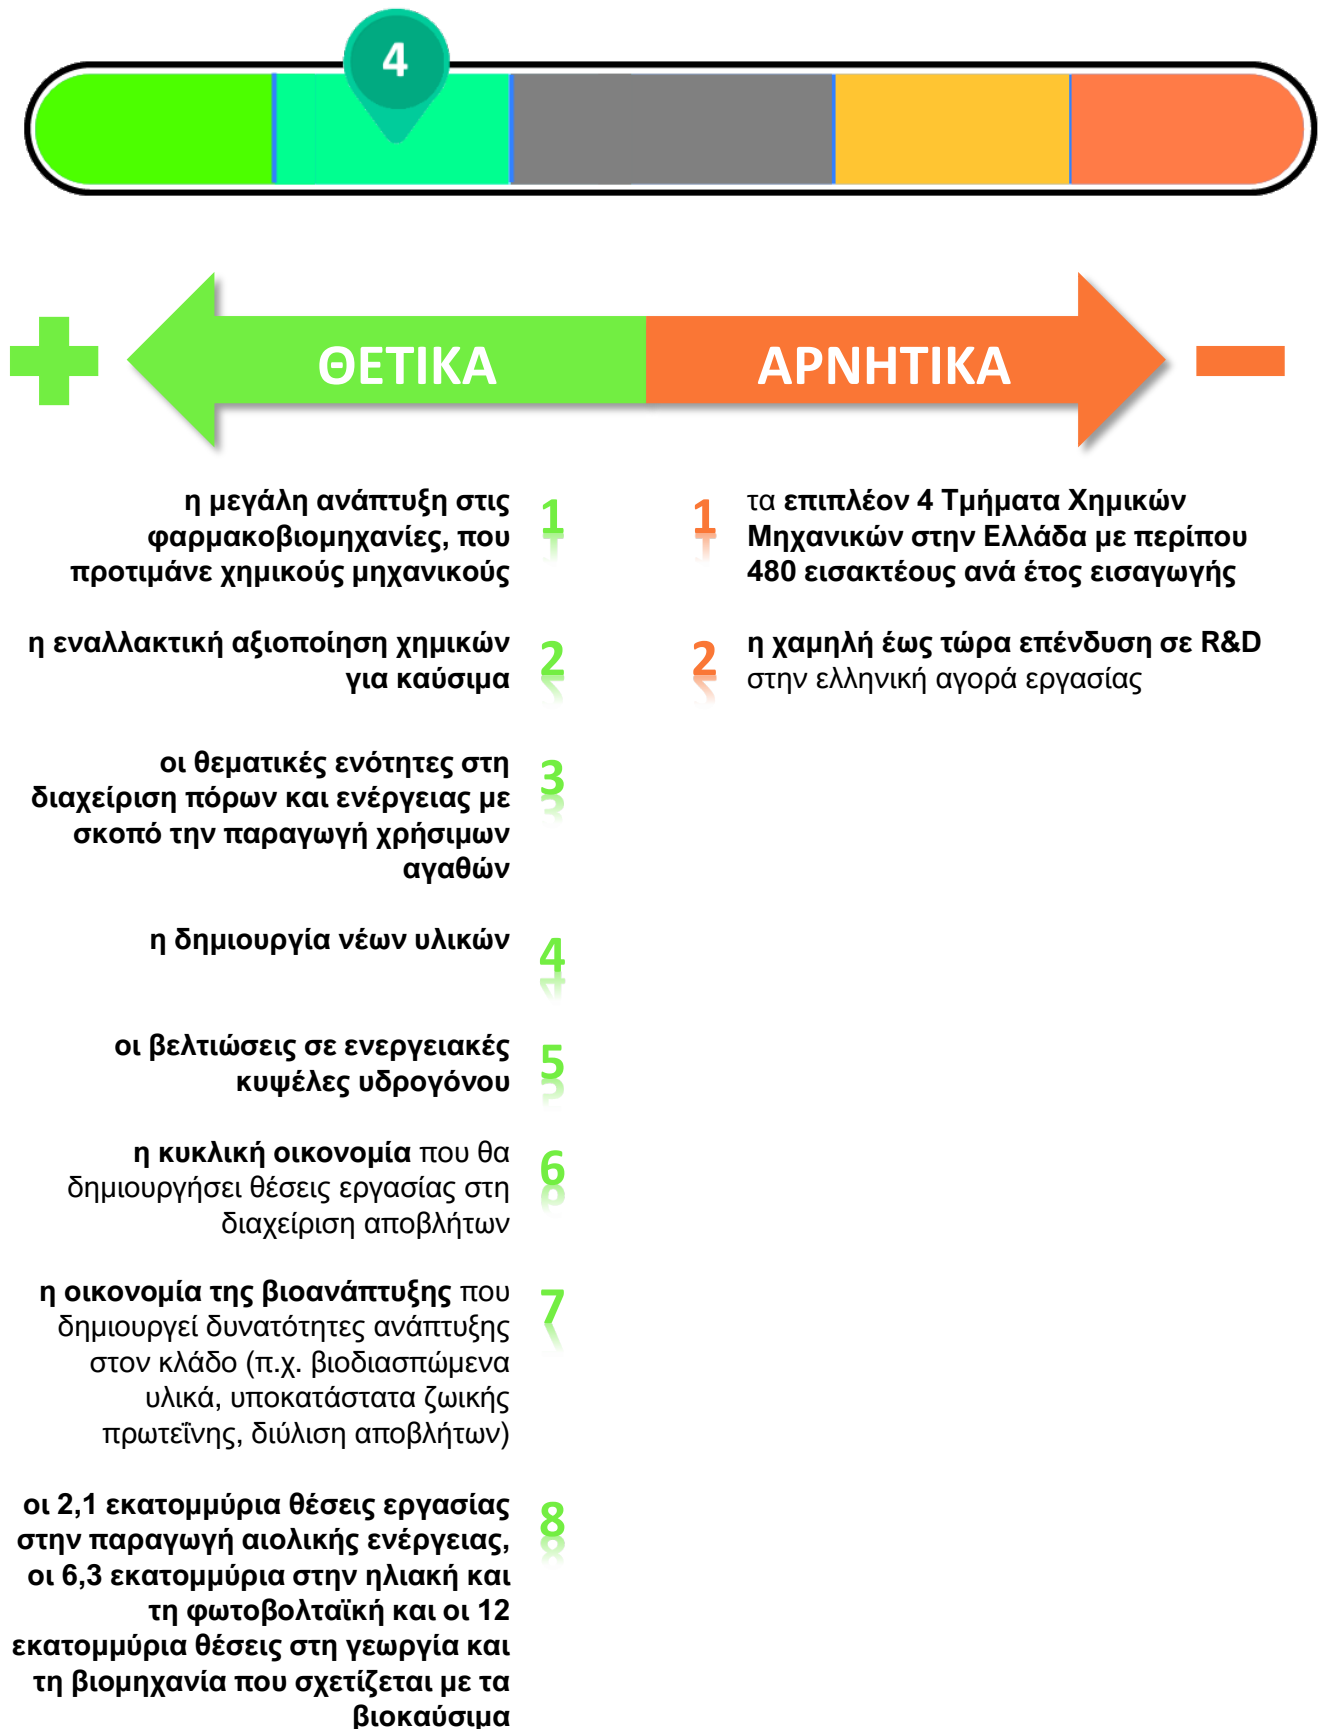 4
ΘΕΤΙΚΑ
ΑΡΝΗΤΙΚΑ
η μεγάλη ανάπτυξη στις
φαρμακοβιομηχανίες, που
προτιμάνε χημικούς μηχανικούς
1
η εναλλακτική αξιοποίηση χημικών
για καύσιμα
2
οι θεματικές ενότητες στη
διαχείριση πόρων και ενέργειας με
σκοπό την παραγωγή χρήσιμων
αγαθών
3
η δημιουργία νέων υλικών
4
οι βελτιώσεις σε ενεργειακές
κυψέλες υδρογόνου
5
η κυκλική οικονομία που θα
δημιουργήσει θέσεις εργασίας στη
διαχείριση αποβλήτων
6
η οικονομία της βιοανάπτυξης που
δημιουργεί δυνατότητες ανάπτυξης
στον κλάδο (π.χ. βιοδιασπώμενα
υλικά, υποκατάστατα ζωικής
πρωτεΐνης, διύλιση αποβλήτων)
7
οι 2,1 εκατομμύρια θέσεις εργασίας
στην παραγωγή αιολικής ενέργειας,
οι 6,3 εκατομμύρια στην ηλιακή και
τη φωτοβολταϊκή και οι 12
εκατομμύρια θέσεις στη γεωργία και
τη βιομηχανία που σχετίζεται με τα
βιοκαύσιμα
8
1
τα επιπλέον 4 Τμήματα Χημικών
Μηχανικών στην Ελλάδα με περίπου
480 εισακτέους ανά έτος εισαγωγής
2
η χαμηλή έως τώρα επένδυση σε R&D
στην ελληνική αγορά εργασίας